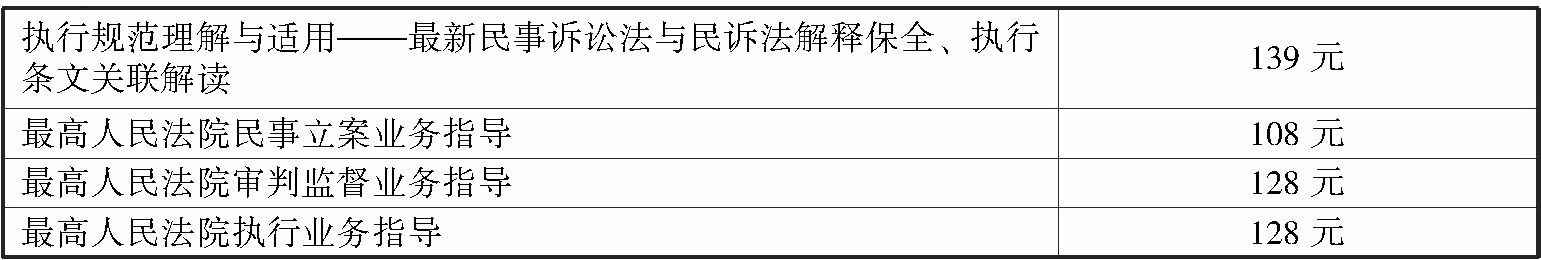 执行规范理解与适用——最新民事诉讼法与民诉法解释保全、执行
条文关联解读
139 元
最高人民法院民事立案业务指导 108 元
最高人民法院审判监督业务指导 128 元
最高人民法院执行业务指导 128 元